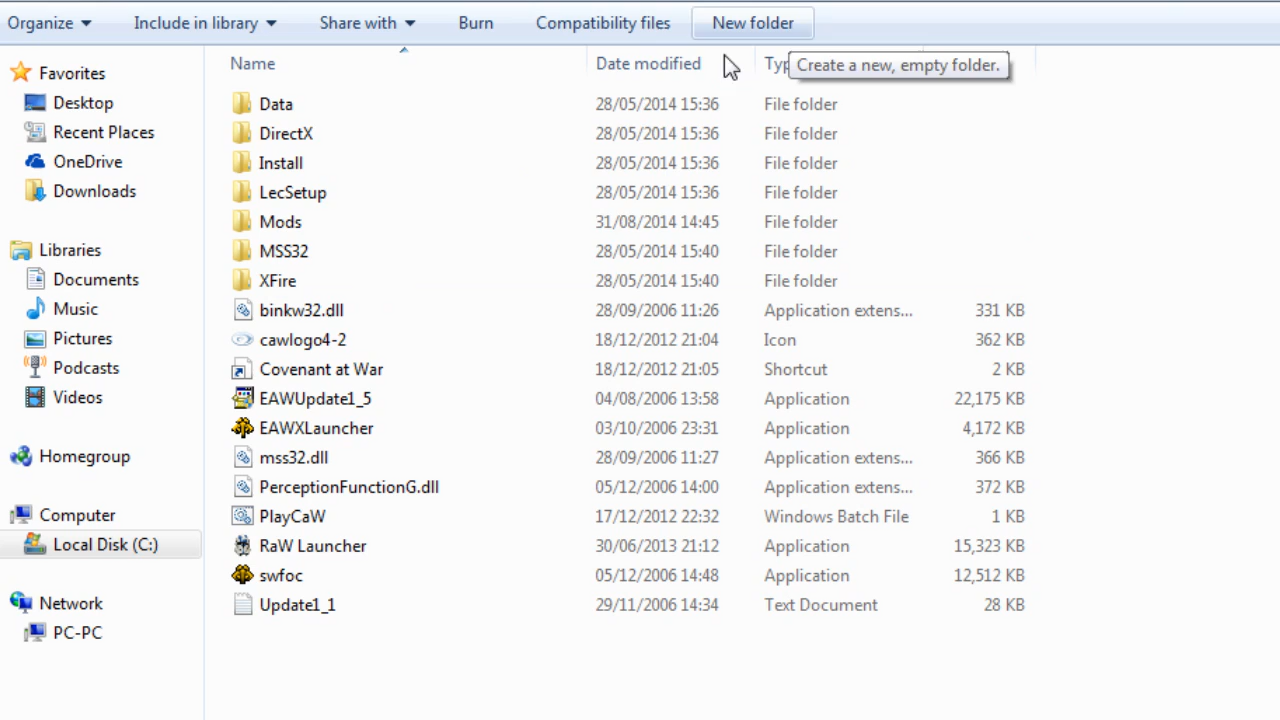 Organize Include in library Share with Burn Compatibility files New folder
Create a new, empty folder.
Favorites
Desktop
Recent Places
OneDrive
Downloads
Libraries
Documents
Music
Pictures
Podcasts
Videos
Homegroup
Computer
Local Disk (C:)
Network
PC-PC
Name Date modified
Data 28/05/2014 15:36 File folder
DirectX 28/05/2014 15:36 File folder
Install 28/05/2014 15:36 File folder
LecSetup 28/05/2014 15:36 File folder
Mods 31/08/2014 14:45 File folder
MSS32 28/05/2014 15:40 File folder
XFire 28/05/2014 15:40 File folder
binkw32.dll 28/09/2006 11:26 Application extens... 331 KB
cawlogo4-2 18/12/2012 21:04 Icon 362 KB
Covenant at War 18/12/2012 21:05 Shortcut 2 KB
EAWUpdate1_5 04/08/2006 13:58 Application 22,175 KB
EAWXLauncher 03/10/2006 23:31 Application 4,172 KB
mss32.dll 28/09/2006 11:27 Application extens... 366 KB
PerceptionFunctionG.dll 05/12/2006 14:00 Application extens... 372 KB
PlayCaW 17/12/2012 22:32 Windows Batch File 1 KB
RaW Launcher 30/06/2013 21:12 Application 15,323 KB
swfoc 05/12/2006 14:48 Application 12,512 KB
Update1_1 29/11/2006 14:34 Text Document 28 KB